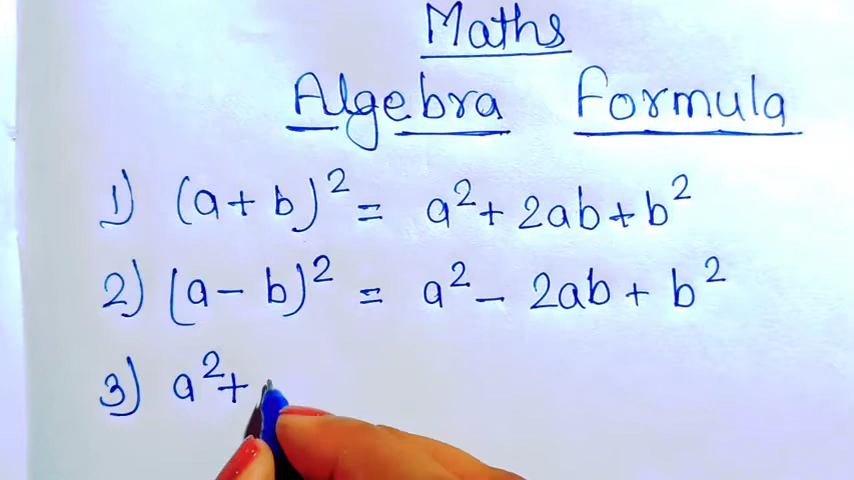 Maths
Algebra Formula
1) (a + b)² = a² + 2ab + b²
2) (a - b)² = a² - 2ab + b²
3) a² +